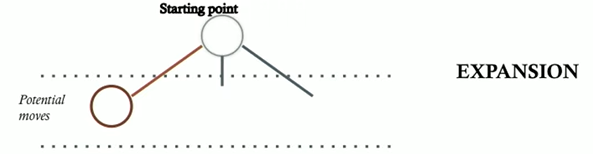 Starting point
EXPANSION
Potential
moves